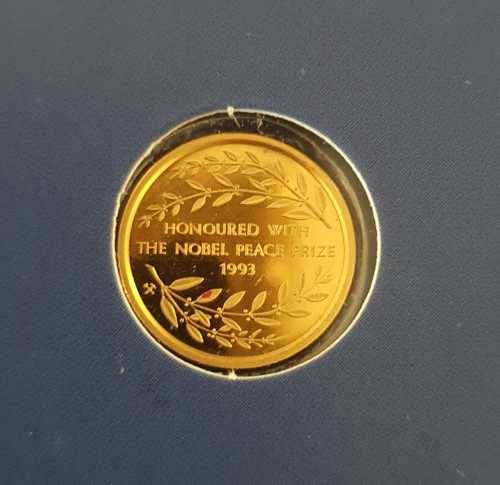 HONOURED WITH
THE NOBEL PEACE PRIZE
1993